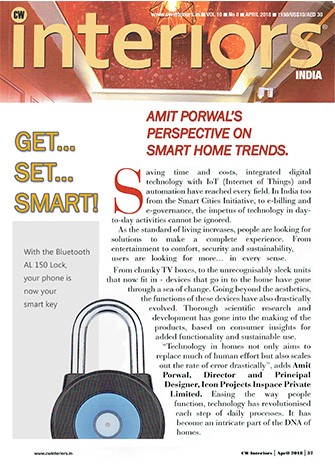 CW
www.cwinteriors.in ■ VOL 10 ■ No 8 ■ APRIL 2018 ■ ₹150/US$10/AED 30
interiors®
INDIA
AMIT PORWAL'S
PERSPECTIVE ON
SMART HOME TRENDS.
GET...
SET...
SMART!
With the Bluetooth
AL 150 Lock,
your phone is
now your
smart key
Saving time and costs, integrated digital
technology with IoT (Internet of Things) and
automation have reached every field. In India too
from the Smart Cities Initiative, to e-billing and
e-governance, the impetus of technology in day-
to-day activities cannot be ignored.
As the standard of living increases, people are looking for
solutions to make a complete experience. From
entertainment to comfort, security and sustainability,
users are looking for more... in every sense.
From chunky TV boxes, to the unrecognisably sleek units
that now fit in - devices that go in to the home have gone
through a sea of change. Going beyond the aesthetics,
the functions of these devices have also drastically
evolved. Thorough scientific research and
development has gone into the making of the
products, based on consumer insights for
added functionality and sustainable use.
"Technology in homes not only aims to
replace much of human effort but also scales
out the rate of error drastically", adds Amit
Porwal, Director and Principal
Designer, Icon Projects Inspace Private
Limited. Easing the way people
function, technology has revolutionised
each step of daily processes. It has
become an intricate part of the DNA of
homes.
www.cwinteriors.in
CW Interiors | April 2018 | 37